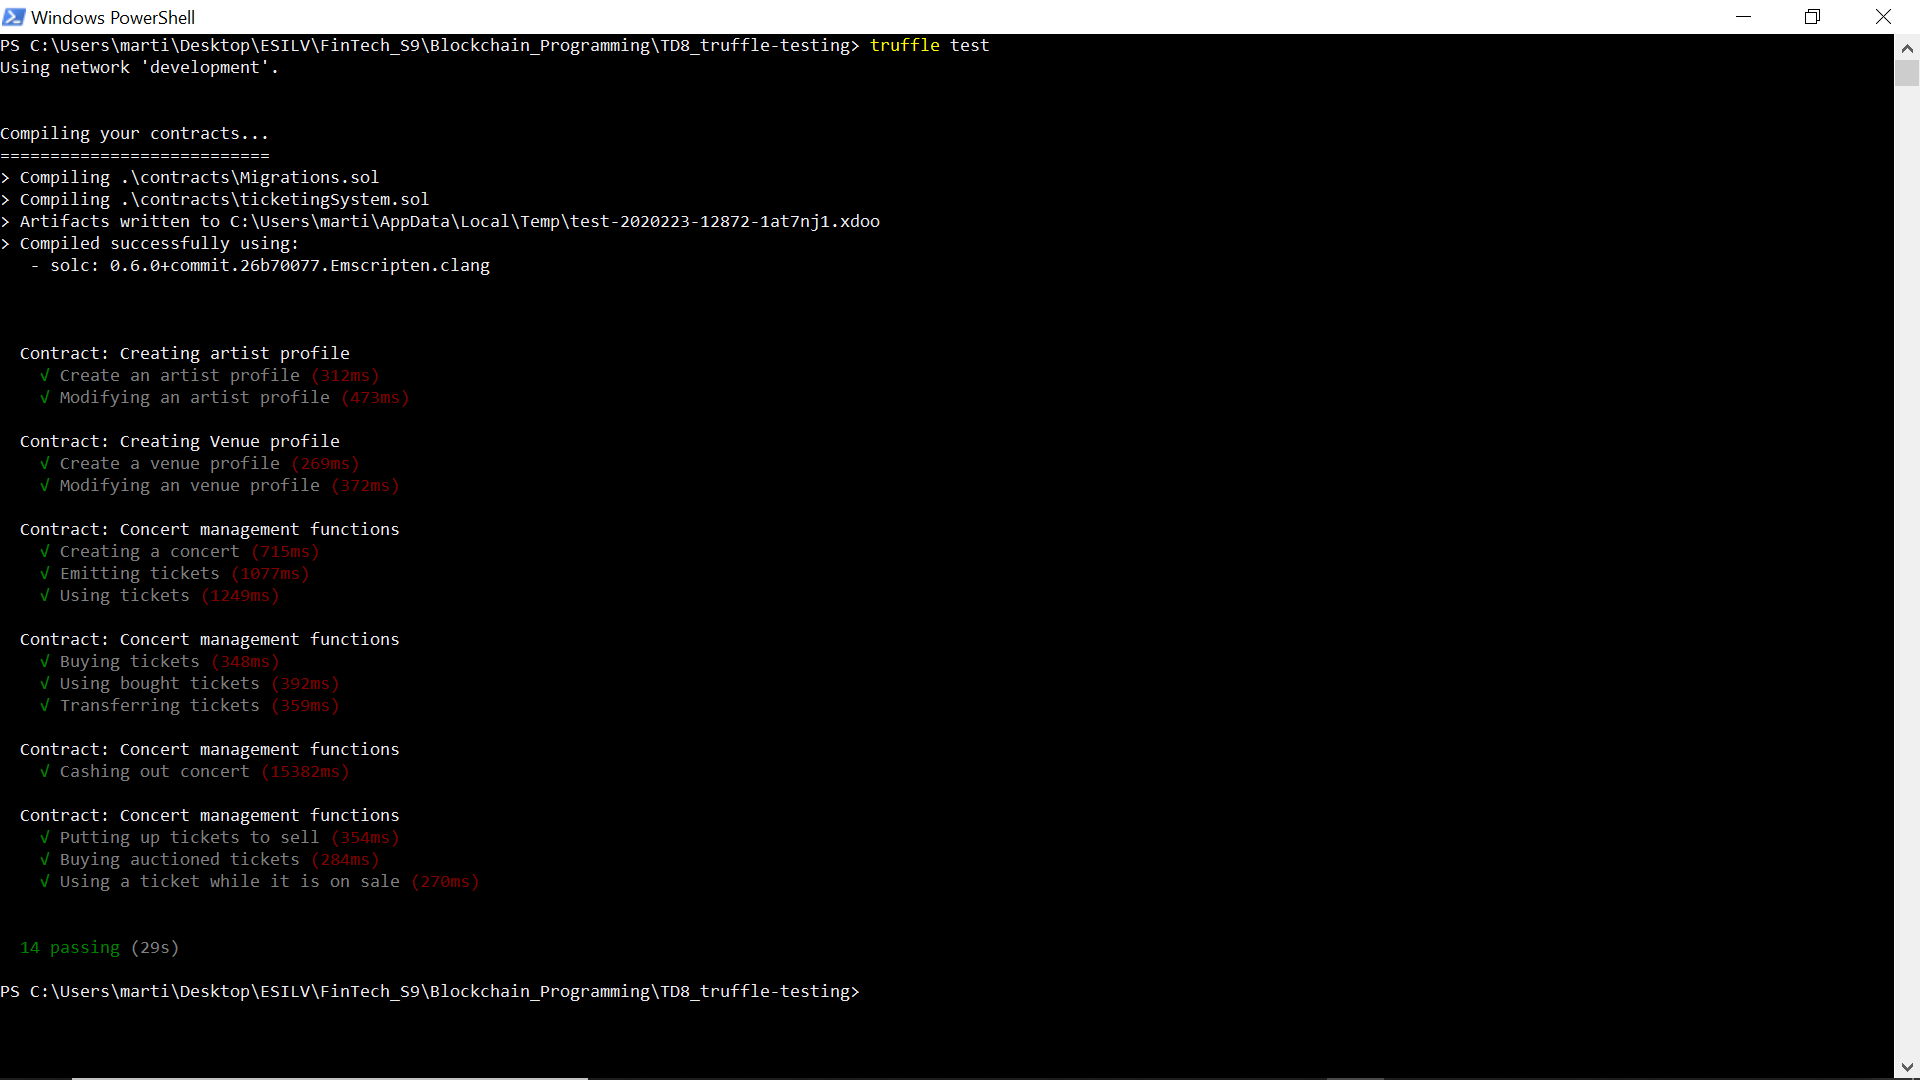 Windows PowerShell
PS C:\Users\marti\Desktop\ESILV\FinTech_S9\Blockchain_Programming\TD8_truffle-testing> truffle test
Using network 'development'.
Compiling your contracts...
===========================
> Compiling .\contracts\Migrations.sol
> Compiling .\contracts\ticketingSystem.sol
> Artifacts written to C:\Users\marti\AppData\Local\Temp\test-2020223-12872-1at7nj1.xdoo
> Compiled successfully using:
   - solc: 0.6.0+commit.26b70077.Emscripten.clang
  Contract: Creating artist profile
    √ Create an artist profile (312ms)
    √ Modifying an artist profile (473ms)
  Contract: Creating Venue profile
    √ Create a venue profile (269ms)
    √ Modifying an venue profile (372ms)
  Contract: Concert management functions
    √ Creating a concert (715ms)
    √ Emitting tickets (1077ms)
    √ Using tickets (1249ms)
  Contract: Concert management functions
    √ Buying tickets (348ms)
    √ Using bought tickets (392ms)
    √ Transferring tickets (359ms)
  Contract: Concert management functions
    √ Cashing out concert (15382ms)
  Contract: Concert management functions
    √ Putting up tickets to sell (354ms)
    √ Buying auctioned tickets (284ms)
    √ Using a ticket while it is on sale (270ms)
  14 passing (29s)
PS C:\Users\marti\Desktop\ESILV\FinTech_S9\Blockchain_Programming\TD8_truffle-testing>